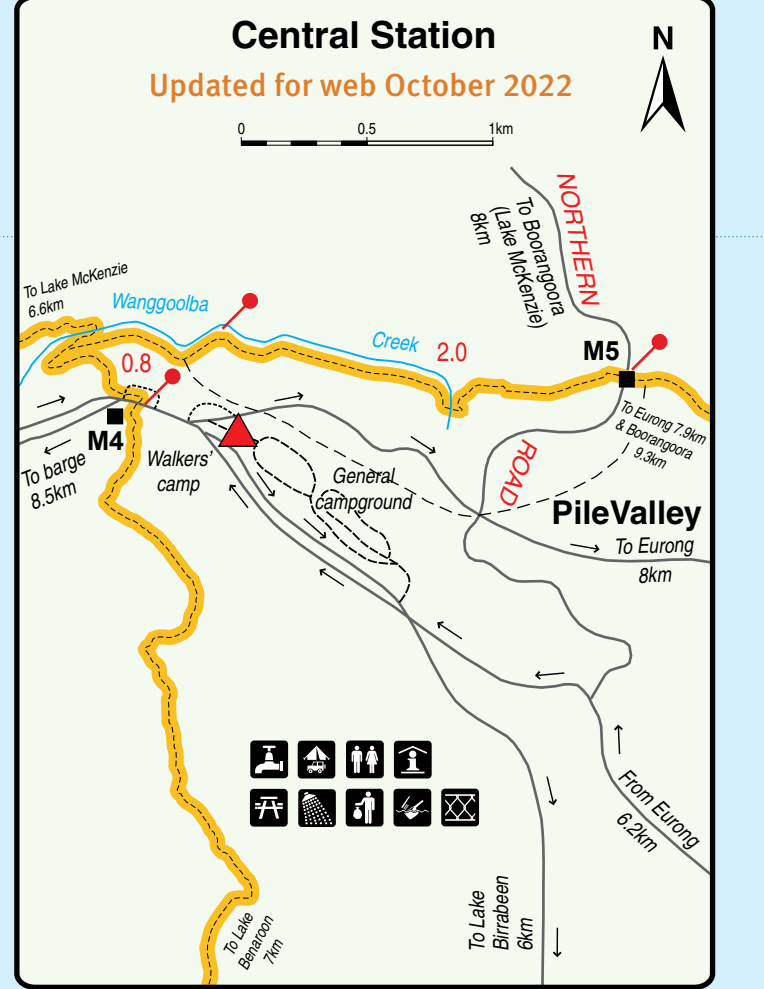 Central Station
Updated for web October 2022
N
0 0.5 1km
NORTHERN
To Boorangoora
(Lake McKenzie)
8km
To Lake McKenzie
6.6km
Wanggoolba
Creek
0.8
2.0
M5
M4
To barge
8.5km
Walkers'
camp
General
campground
To Eurong 7.9km
& Boorangoora
9.3km
ROAD
PileValley
To Eurong
8km
From Eurong
6.2km
To Lake
Birrabeen
6km
To Lake
Benaroon
7km